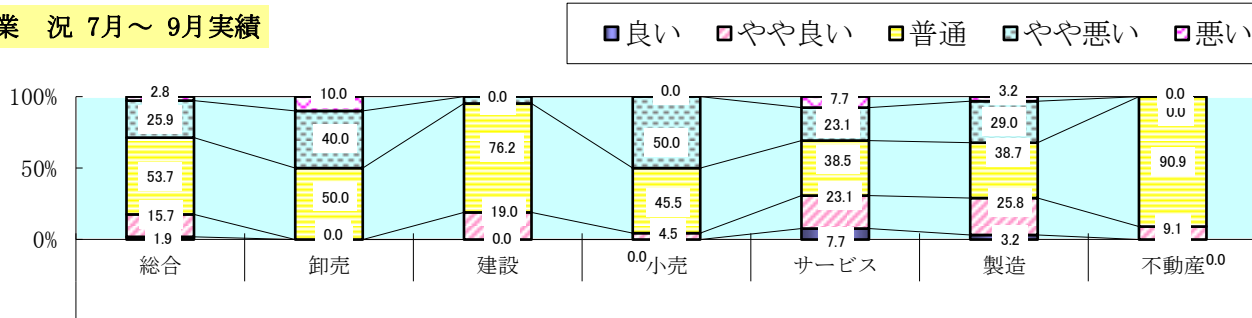 業 況 7月～ 9月実績
良い やや良い 普通 やや悪い 悪い
100%
50%
0%
2.8 25.9 53.7 15.7 1.9
10.0 40.0 50.0 0.0
0.0 76.2 19.0 0.0
0.0 50.0 45.5 4.5 0.0
7.7 23.1 38.5 23.1 7.7
3.2 29.0 38.7 25.8 3.2
0.0 0.0 90.9 9.1 0.0
総合 卸売 建設 小売 サービス 製造 不動産